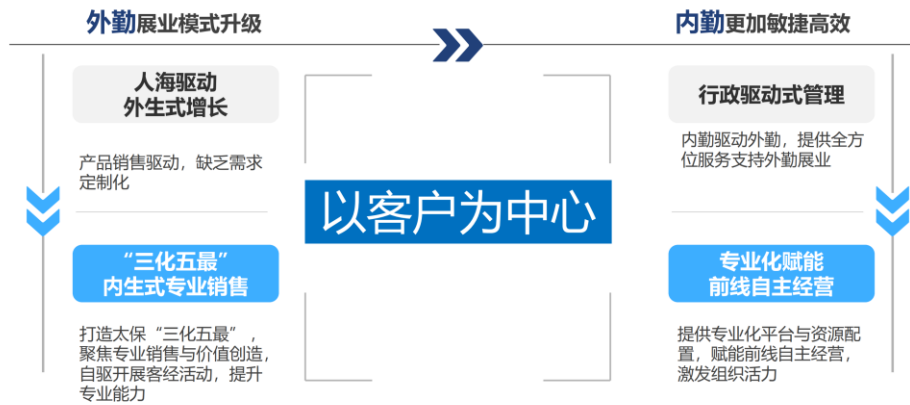 外勤展业模式升级
内勤更加敏捷高效
人海驱动
外生式增长
产品销售驱动，缺乏需求
定制化
“三化五最”
内生式专业销售
打造太保“三化五最”，
聚焦专业销售与价值创造，
自驱开展客经活动，提升
专业能力
以客户为中心
行政驱动式管理
内勤驱动外勤，提供全方
位服务支持外勤展业
专业化赋能
前线自主经营
提供专业化平台与资源配
置，赋能前线自主经营，
激发组织活力